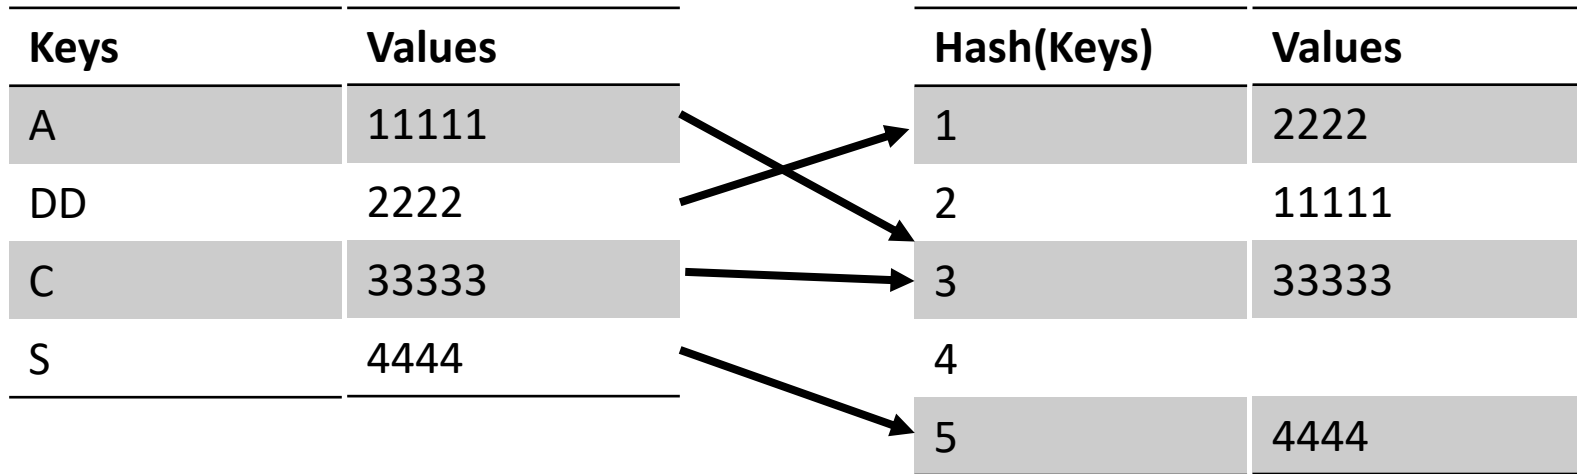 Keys Values
A 11111
DD 2222
C 33333
S 4444
Hash(Keys) Values
1 2222
2 11111
3 33333
4
5 4444